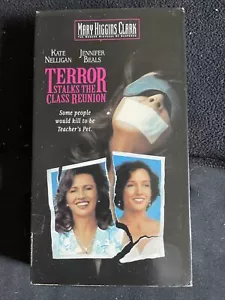 MARY HIGGINS CLARK
KATE NELLIGAN
JENNIFER BEALS
TERROR
STALKS THE
CLASS REUNION
Some people
would kill to be
Teacher's Pet.